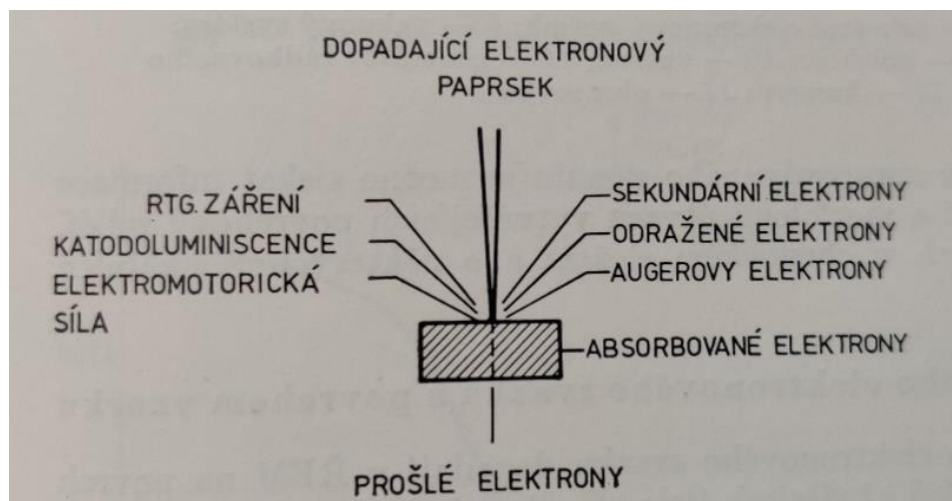 DOPADAJÍCÍ ELEKTRONOVÝ
PAPRSEK
RTG. ZÁŘENÍ
KATODOLUMINISCENCE
ELEKTROMOTORICKÁ
SÍLA
SEKUNDÁRNÍ ELEKTRONY
ODRAŽENÉ ELEKTRONY
AUGEROVY ELEKTRONY
ABSORBOVANÉ ELEKTRONY
PROŠLÉ ELEKTRONY